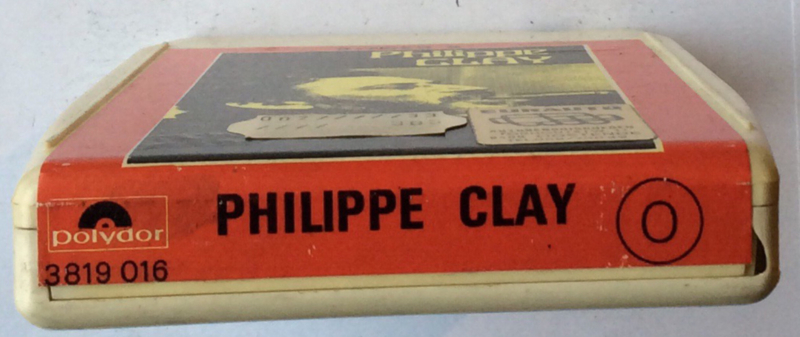 Philippe
CLAY
PHILIPPE CLAY
O
polydor
3819 016